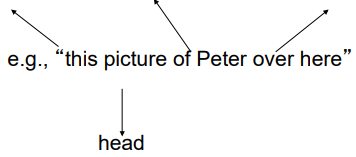 e.g., “this picture of Peter over here”
head